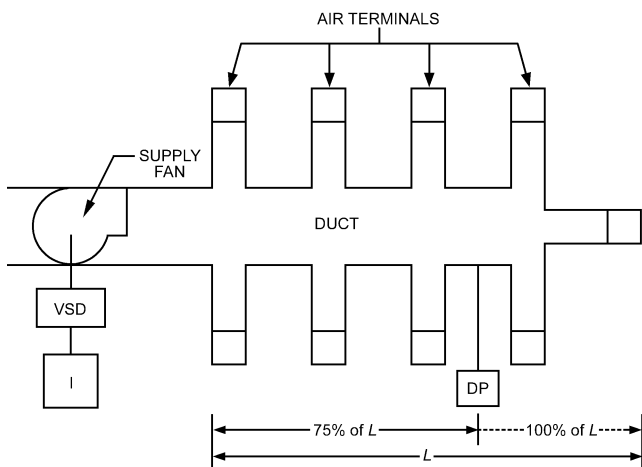 AIR TERMINALS
SUPPLY
FAN
DUCT
VSD
I
DP
75% of L
100% of L
L